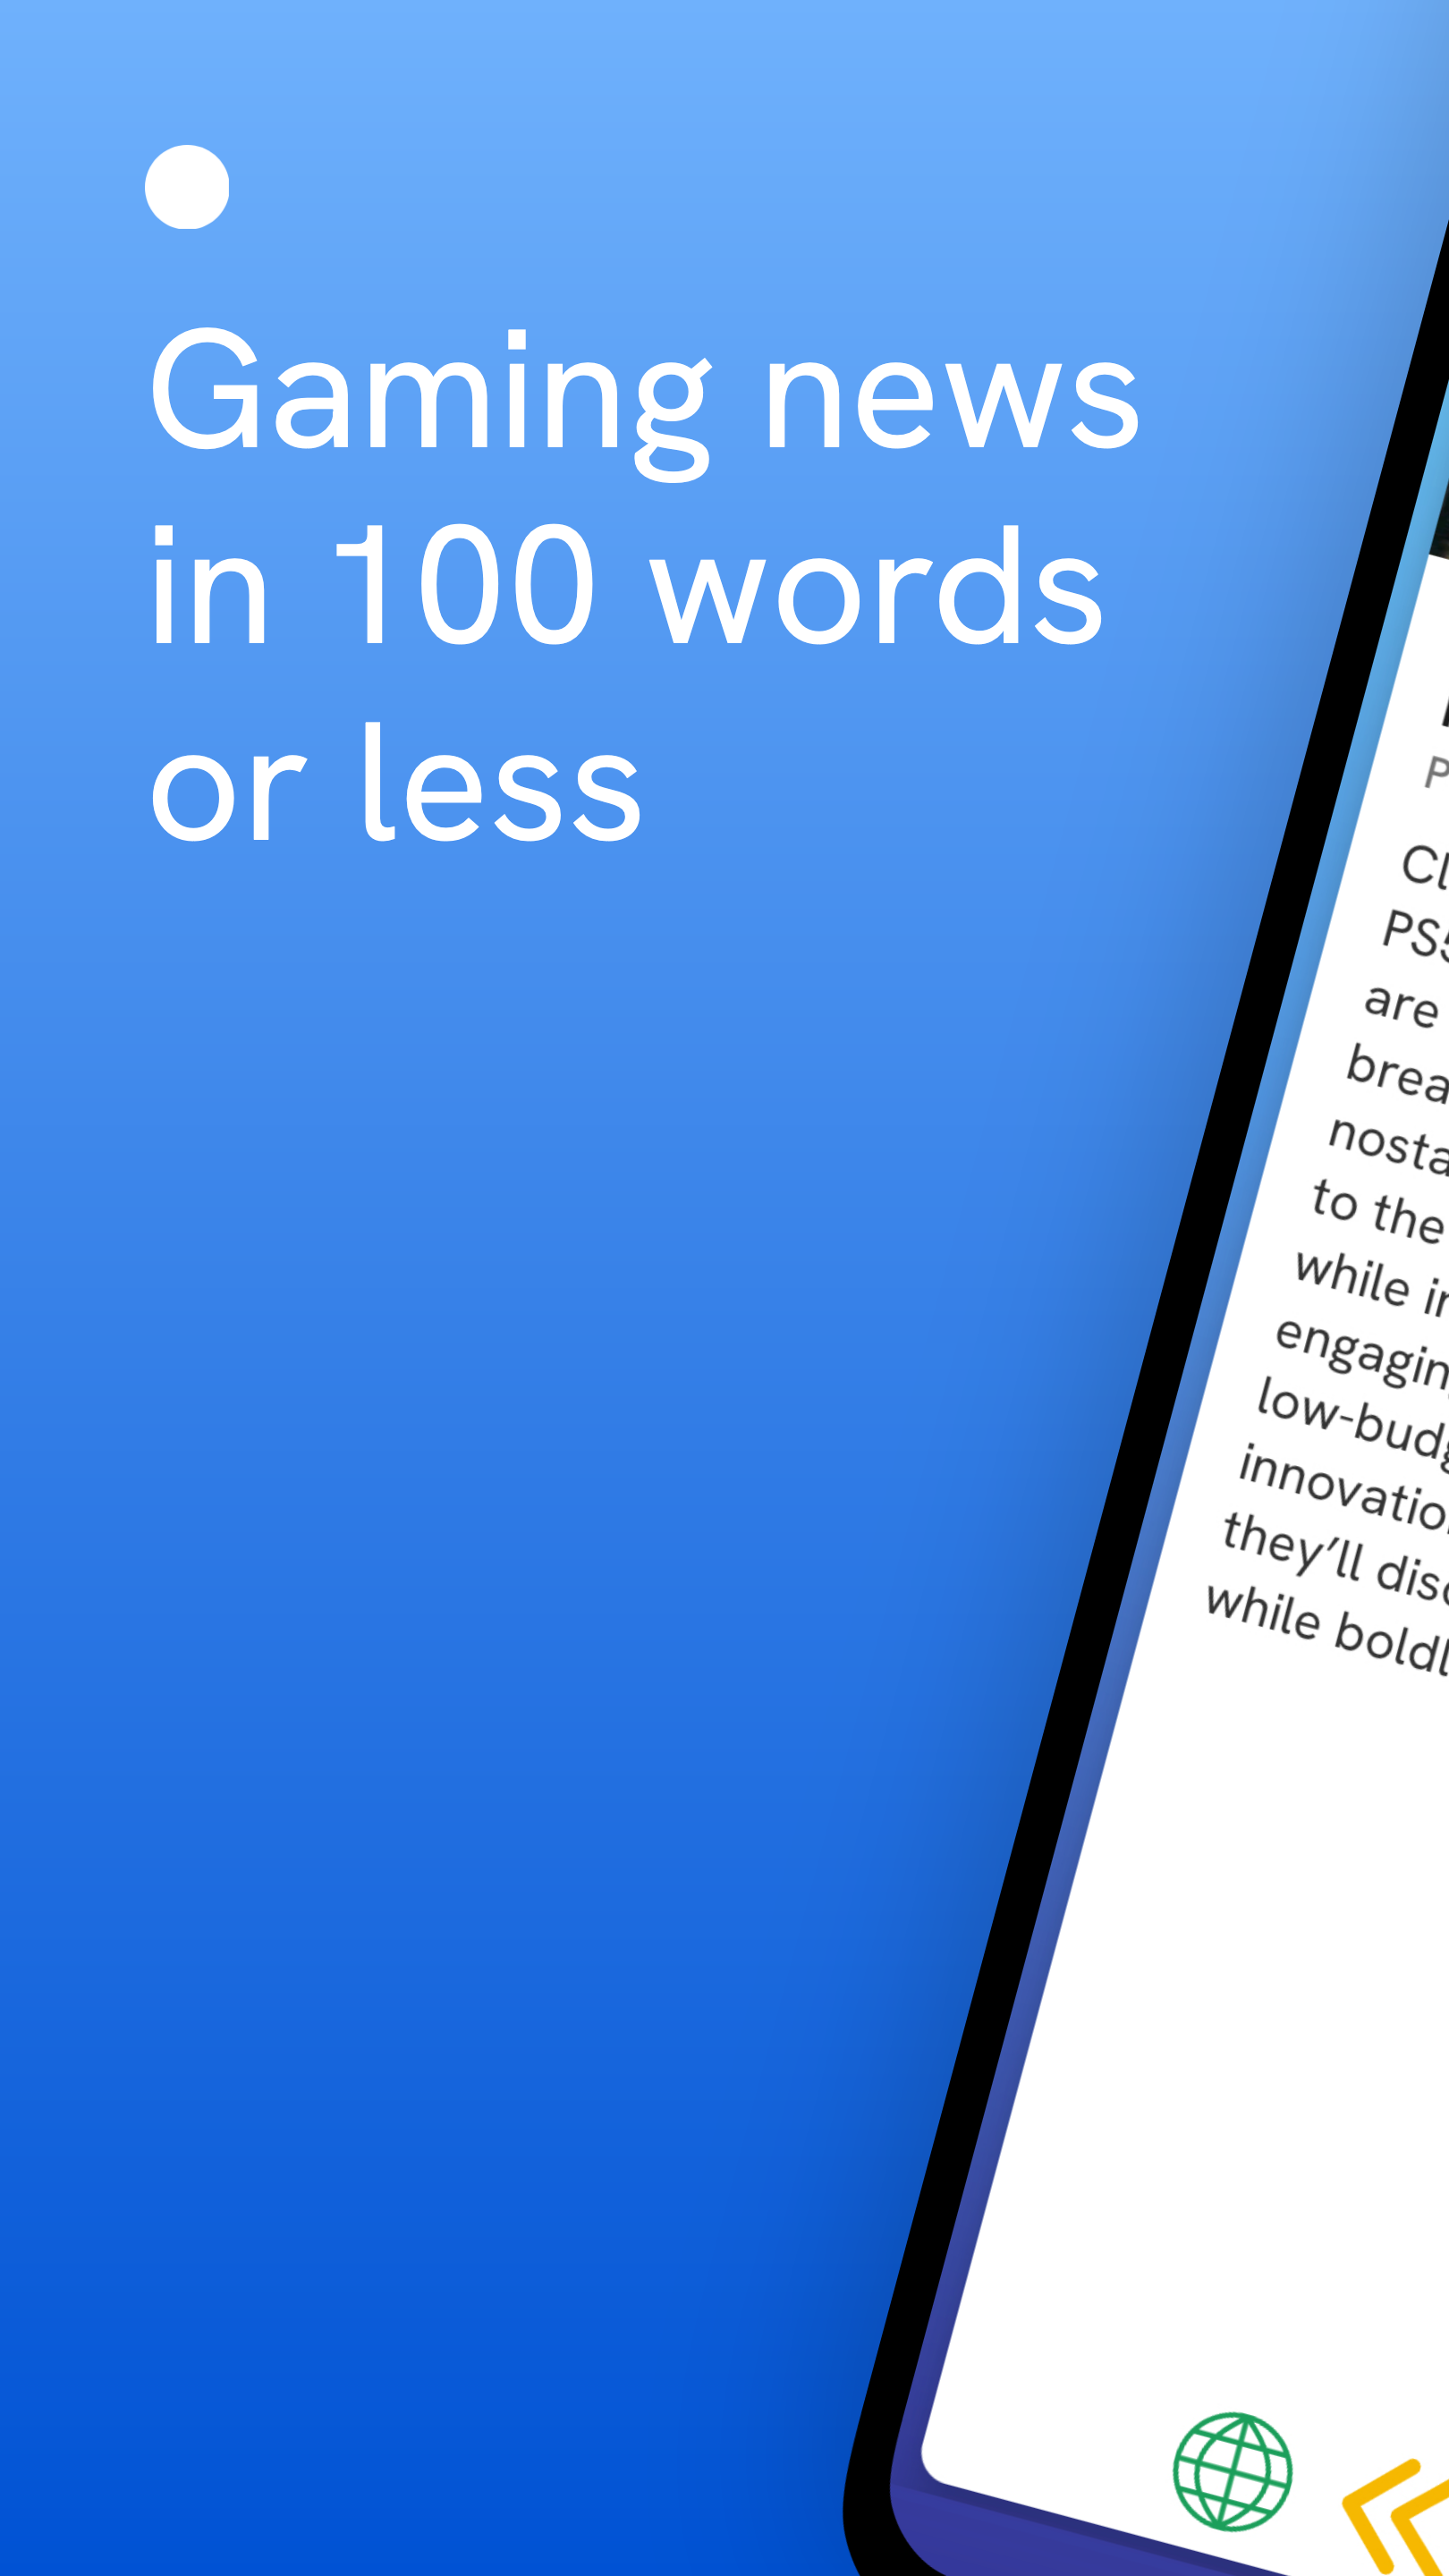 Gaming news
in 100 words
or less
P
Cl
PS5
are
brea
nosta
to the
while in
engagin
low-budg
innovation
they'll disc
while boldl